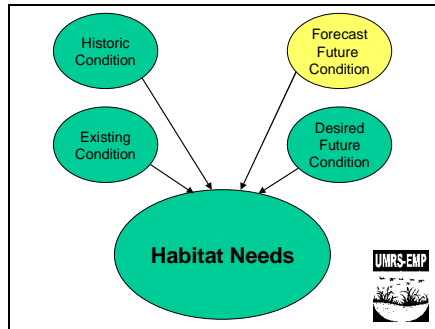 Historic
Condition
Forecast
Future
Condition
Existing
Condition
Desired
Future
Condition
Habitat Needs
UMRS-EMP